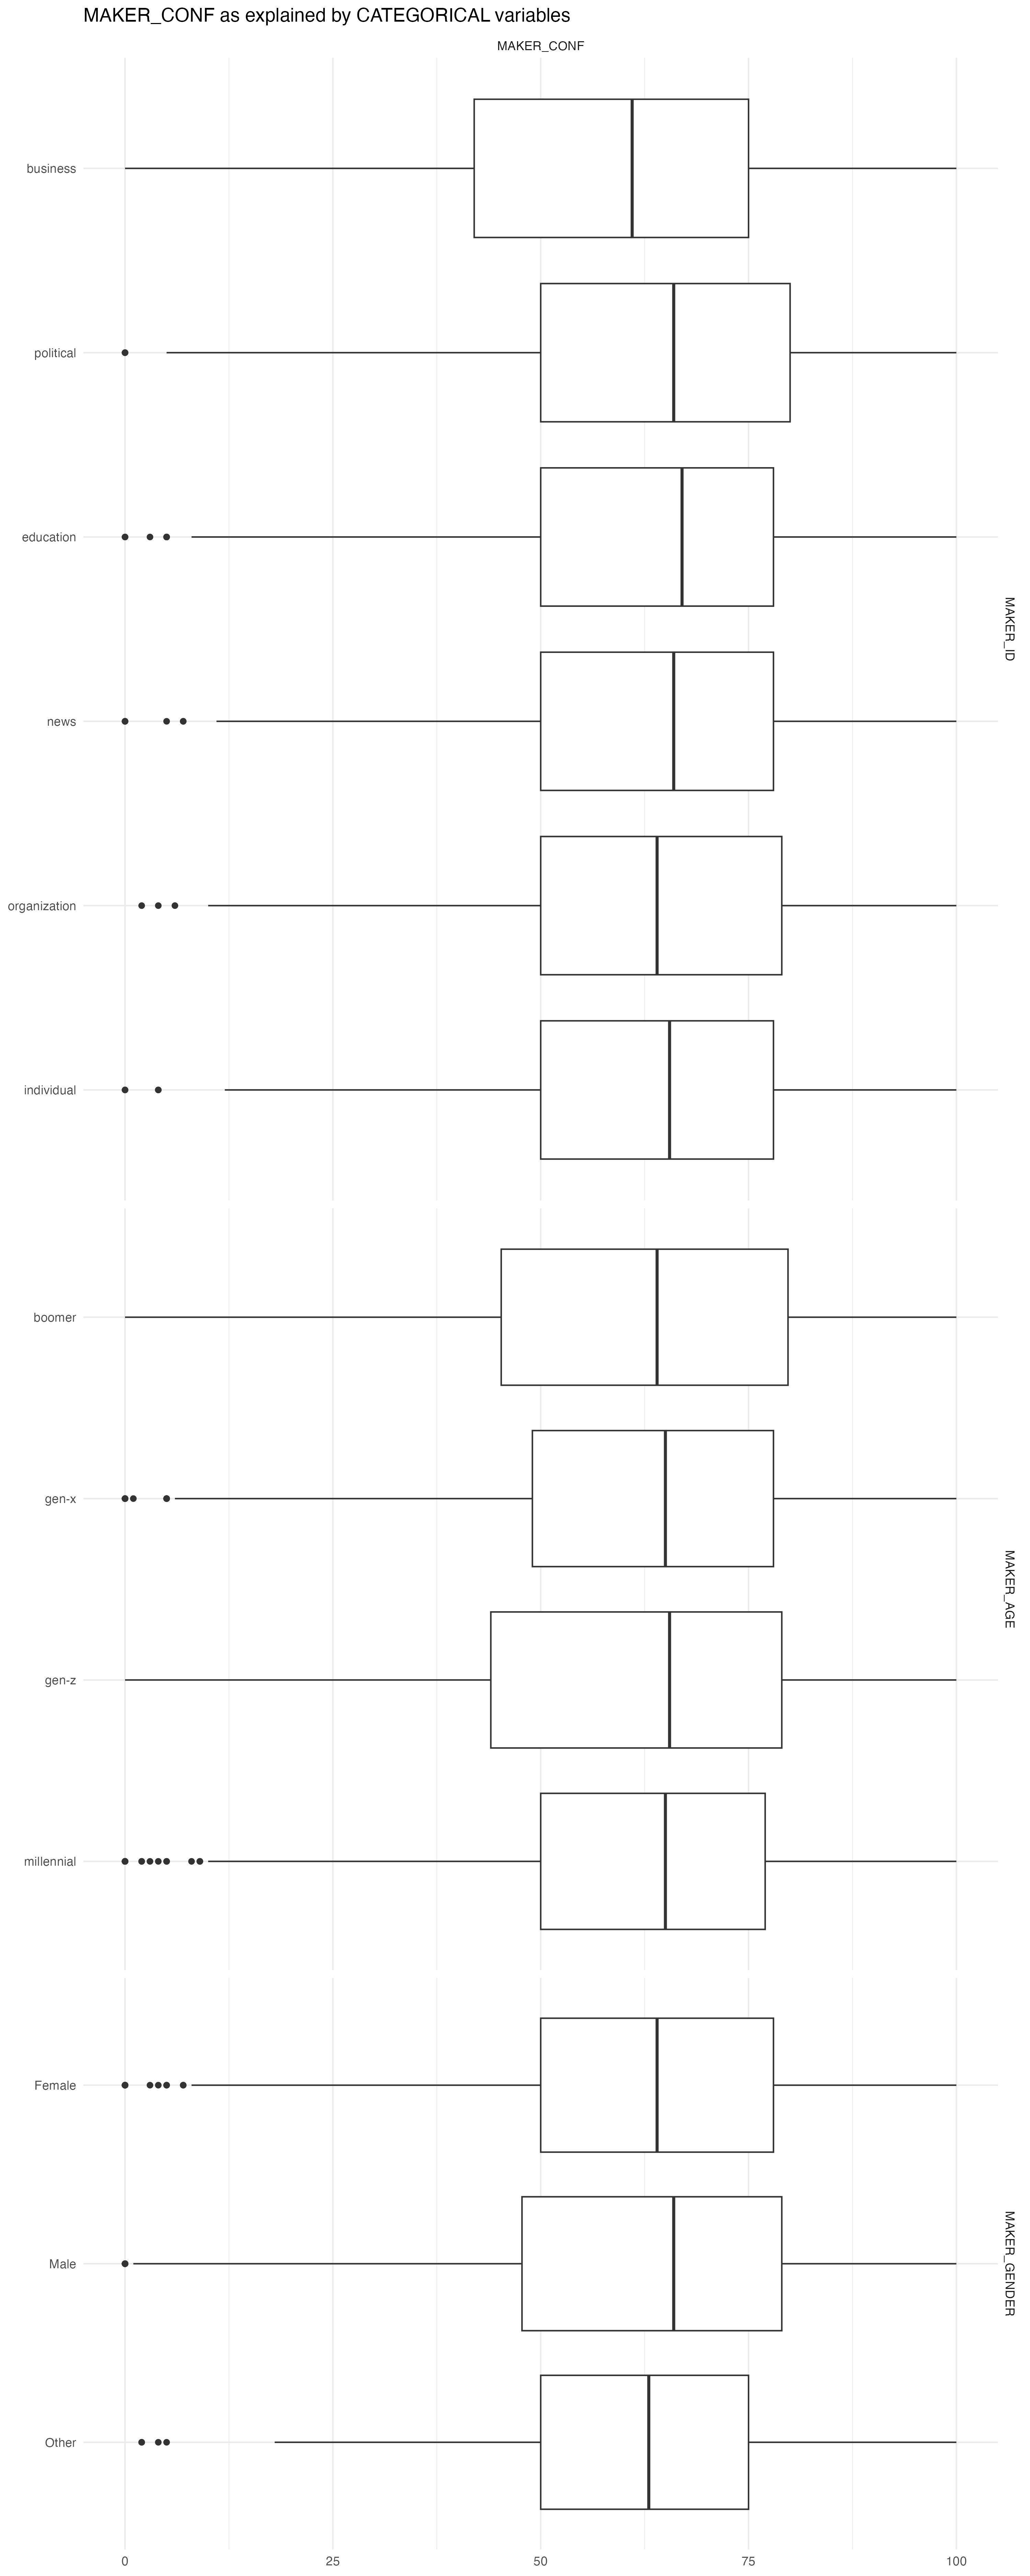 MAKER_CONF as explained by CATEGORICAL variables
MAKER_CONF
business
political
education
news
organization
individual
MAKER_ID
boomer
gen-x
gen-z
millennial
MAKER_AGE
Female
Male
Other
MAKER_GENDER
0 25 50 75 100